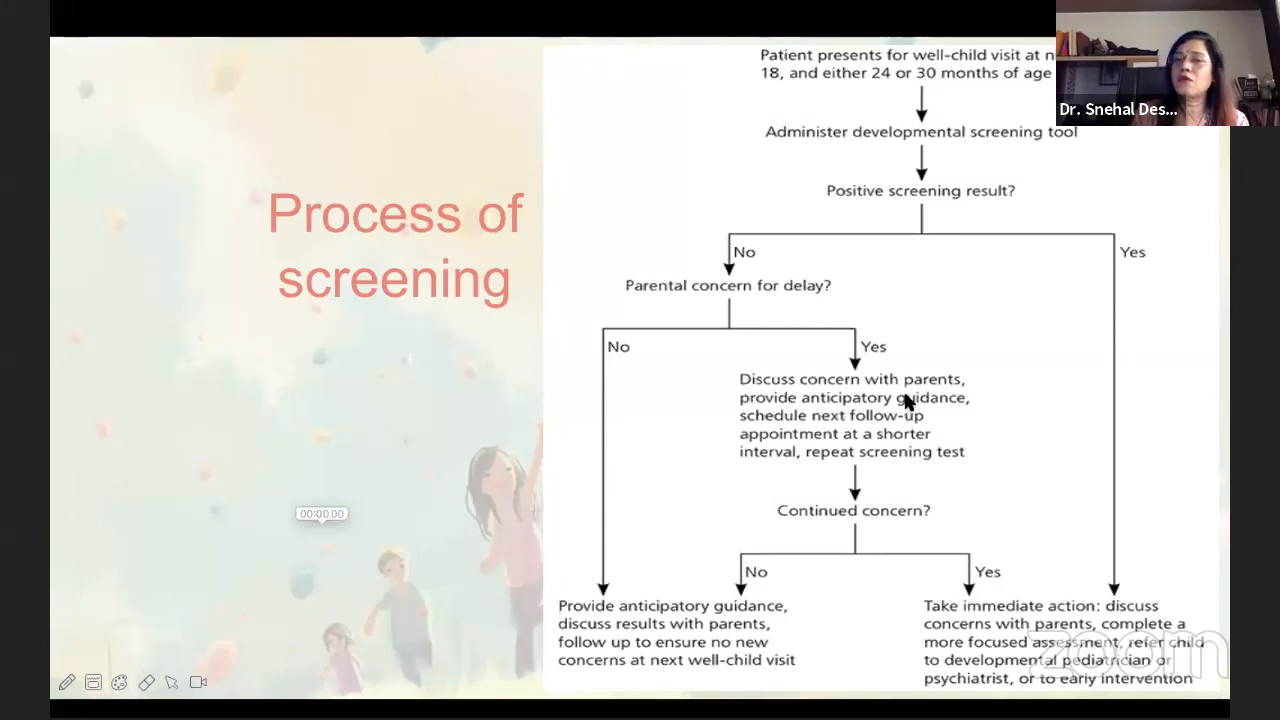 Process of
screening
00:00.00
Patient presents for well-child visit at
18, and either 24 or 30 months of age
Administer developmental screening tool
Positive screening result?
No
Yes
Parental concern for delay?
No
Yes
Discuss concern with parents,
provide anticipatory guidance,
schedule next follow-up
appointment at a shorter
interval, repeat screening test
Continued concern?
No
Yes
Provide anticipatory guidance,
discuss results with parents,
follow up to ensure no new
concerns at next well-child visit
Take immediate action: discuss
concerns with parents, complete a
more focused assessment, refer child
to developmental pediatrician or
psychiatrist, or to early intervention
Dr. Snehal Des...
zoom